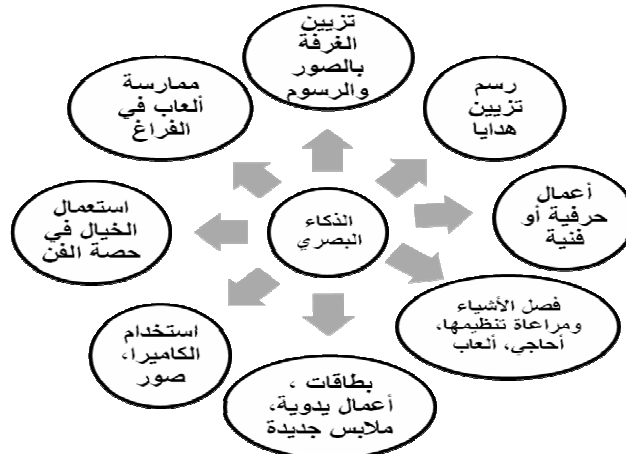 تزيين
الغرفة
بالصور
والرسوم
رسم
تزيين
هدايا
أعمال
حرفية أو
فنية
فصل الأشياء
ومراعاة تنظيمها،
أحاجي، ألعاب
بطاقات ،
أعمال يدوية،
ملابس جديدة
استخدام
الكاميرا،
صور
استعمال
الخيال في
حصة الفن
ممارسة
ألعاب في
الفراغ
الذكاء
البصري